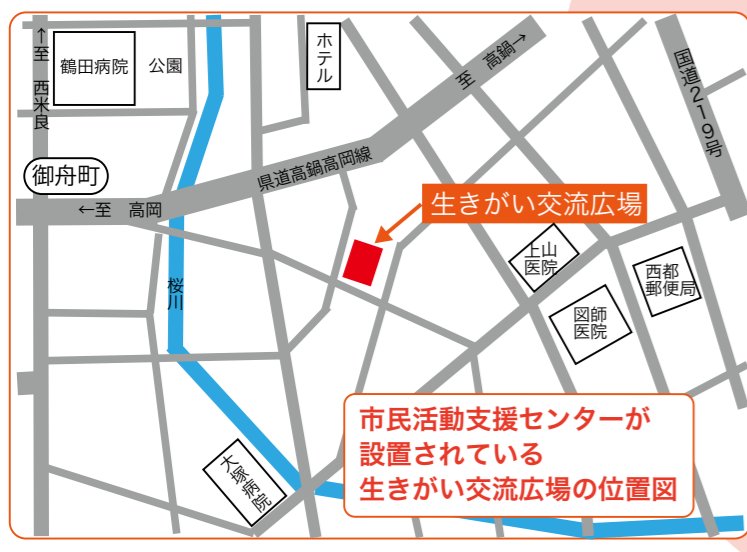 ←至 西米良
鶴田病院
公園
ホテル
至 高鍋→
国道219号
御舟町
←至 高岡
県道高鍋高岡線
生きがい交流広場
桜川
上山
医院
西都
郵便局
図師
医院
大塚病院
市民活動支援センターが
設置されている
生きがい交流広場の位置図